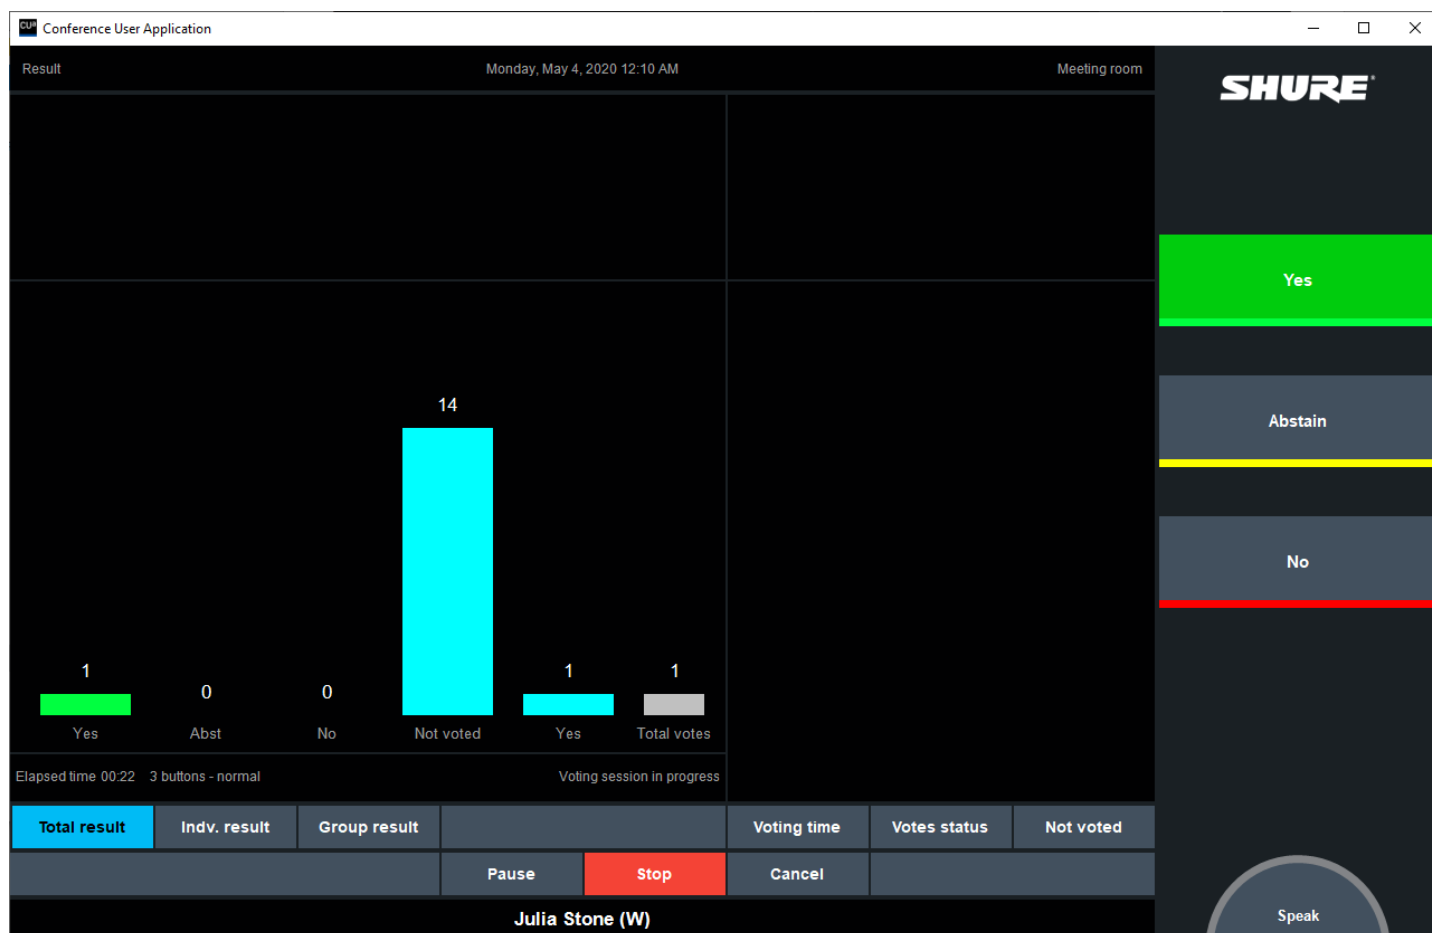 CUA Conference User Application
Result Monday, May 4, 2020 12:10 AM Meeting room
SHURE
Yes
Abstain
No
14
1 0 0 1 1
Yes Abst No Not voted Yes Total votes
Elapsed time 00:22 3 buttons - normal Voting session in progress
Total result Indv. result Group result Voting time Votes status Not voted
Pause Stop Cancel
Julia Stone (W)
Speak